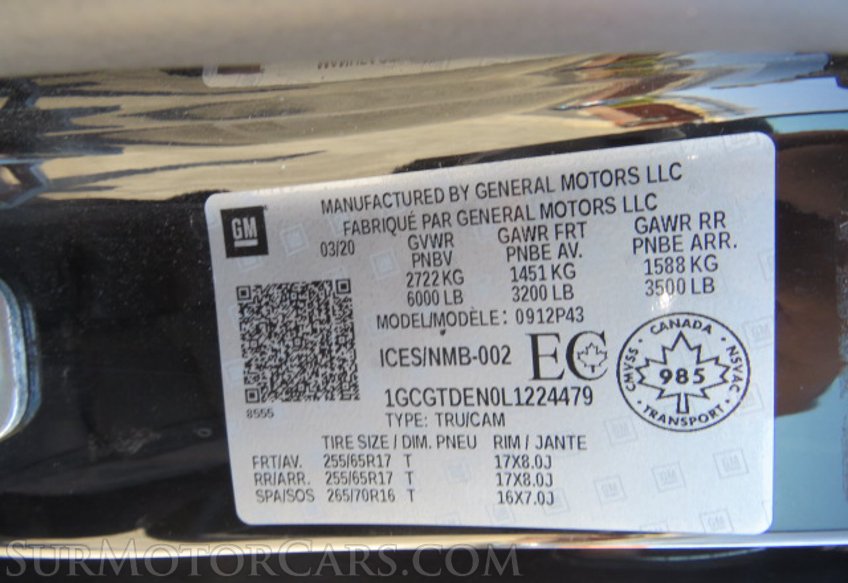 MANUFACTURED BY GENERAL MOTORS LLC
FABRIQUÉ PAR GENERAL MOTORS LLC
GM
03/20
GVWR GAWR FRT GAWR RR
PNBV PNBE AV. PNBE ARR.
2722 KG 1451 KG 1588 KG
6000 LB 3200 LB 3500 LB
MODEL/MODÈLE: 0912P43
ICES/NMB-002 EC
CANADA
CMVSS 985 NSVAC
TRANSPORT
1GCGTDEN0L1224479
8555
TYPE: TRU/CAM
TIRE SIZE / DIM. PNEU RIM / JANTE
FRT/AV. 255/65R17 T 17X8.0J
RR/ARR. 255/65R17 T 17X8.0J
SPA/SOS 265/70R16 T 16X7.0J
SURMOTORCARS.COM